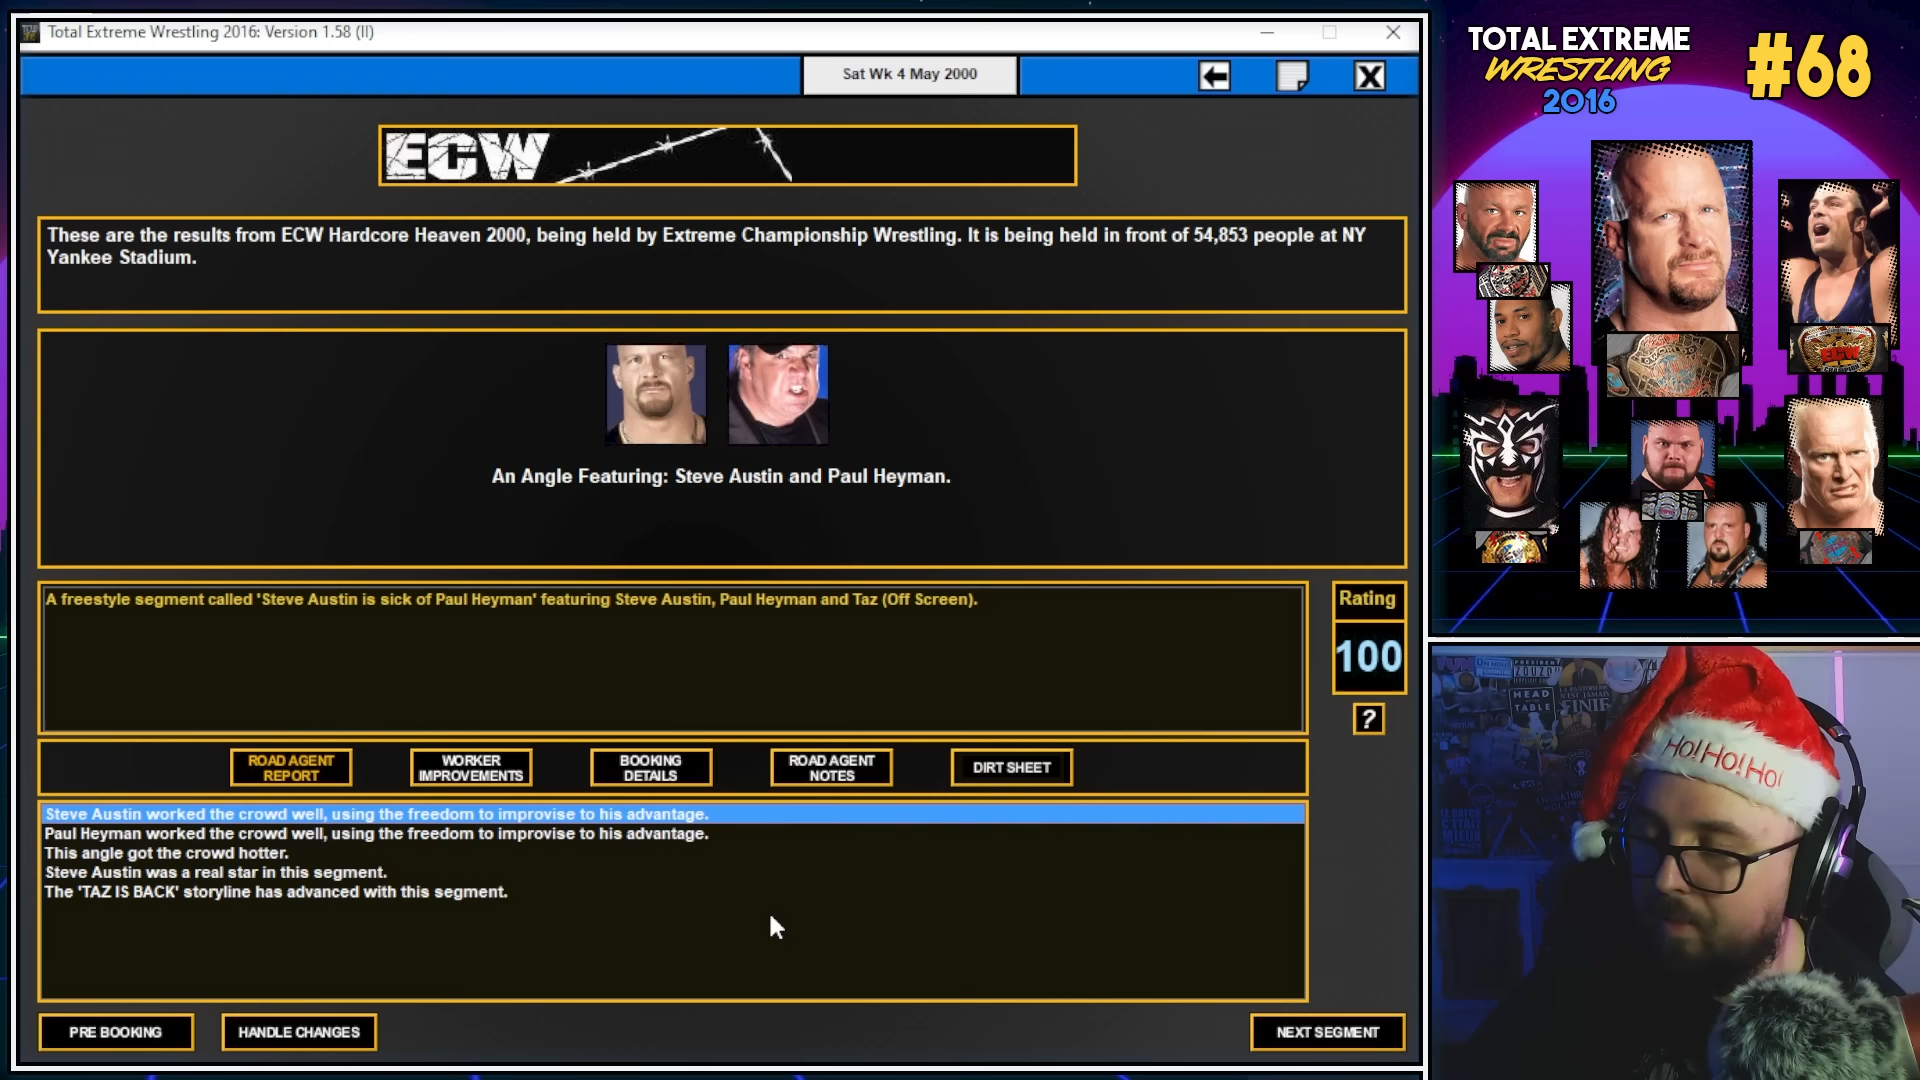 Total Extreme Wrestling 2016: Version 1.58 (II)
Sat Wk 4 May 2000
ECW
These are the results from ECW Hardcore Heaven 2000, being held by Extreme Championship Wrestling. It is being held in front of 54,853 people at NY
Yankee Stadium.
An Angle Featuring: Steve Austin and Paul Heyman.
A freestyle segment called 'Steve Austin is sick of Paul Heyman' featuring Steve Austin, Paul Heyman and Taz (Off Screen).
Rating
100
?
ROAD AGENT
REPORT
WORKER
IMPROVEMENTS
BOOKING
DETAILS
ROAD AGENT
NOTES
DIRT SHEET
Steve Austin worked the crowd well, using the freedom to improvise to his advantage.
Paul Heyman worked the crowd well, using the freedom to improvise to his advantage.
This angle got the crowd hotter.
Steve Austin was a real star in this segment.
The 'TAZ IS BACK' storyline has advanced with this segment.
PRE BOOKING
HANDLE CHANGES
NEXT SEGMENT
TOTAL EXTREME
WRESTLING
2016
#68
ECW
HEAD
OF THE
TABLE
Ho! Ho! Ho!